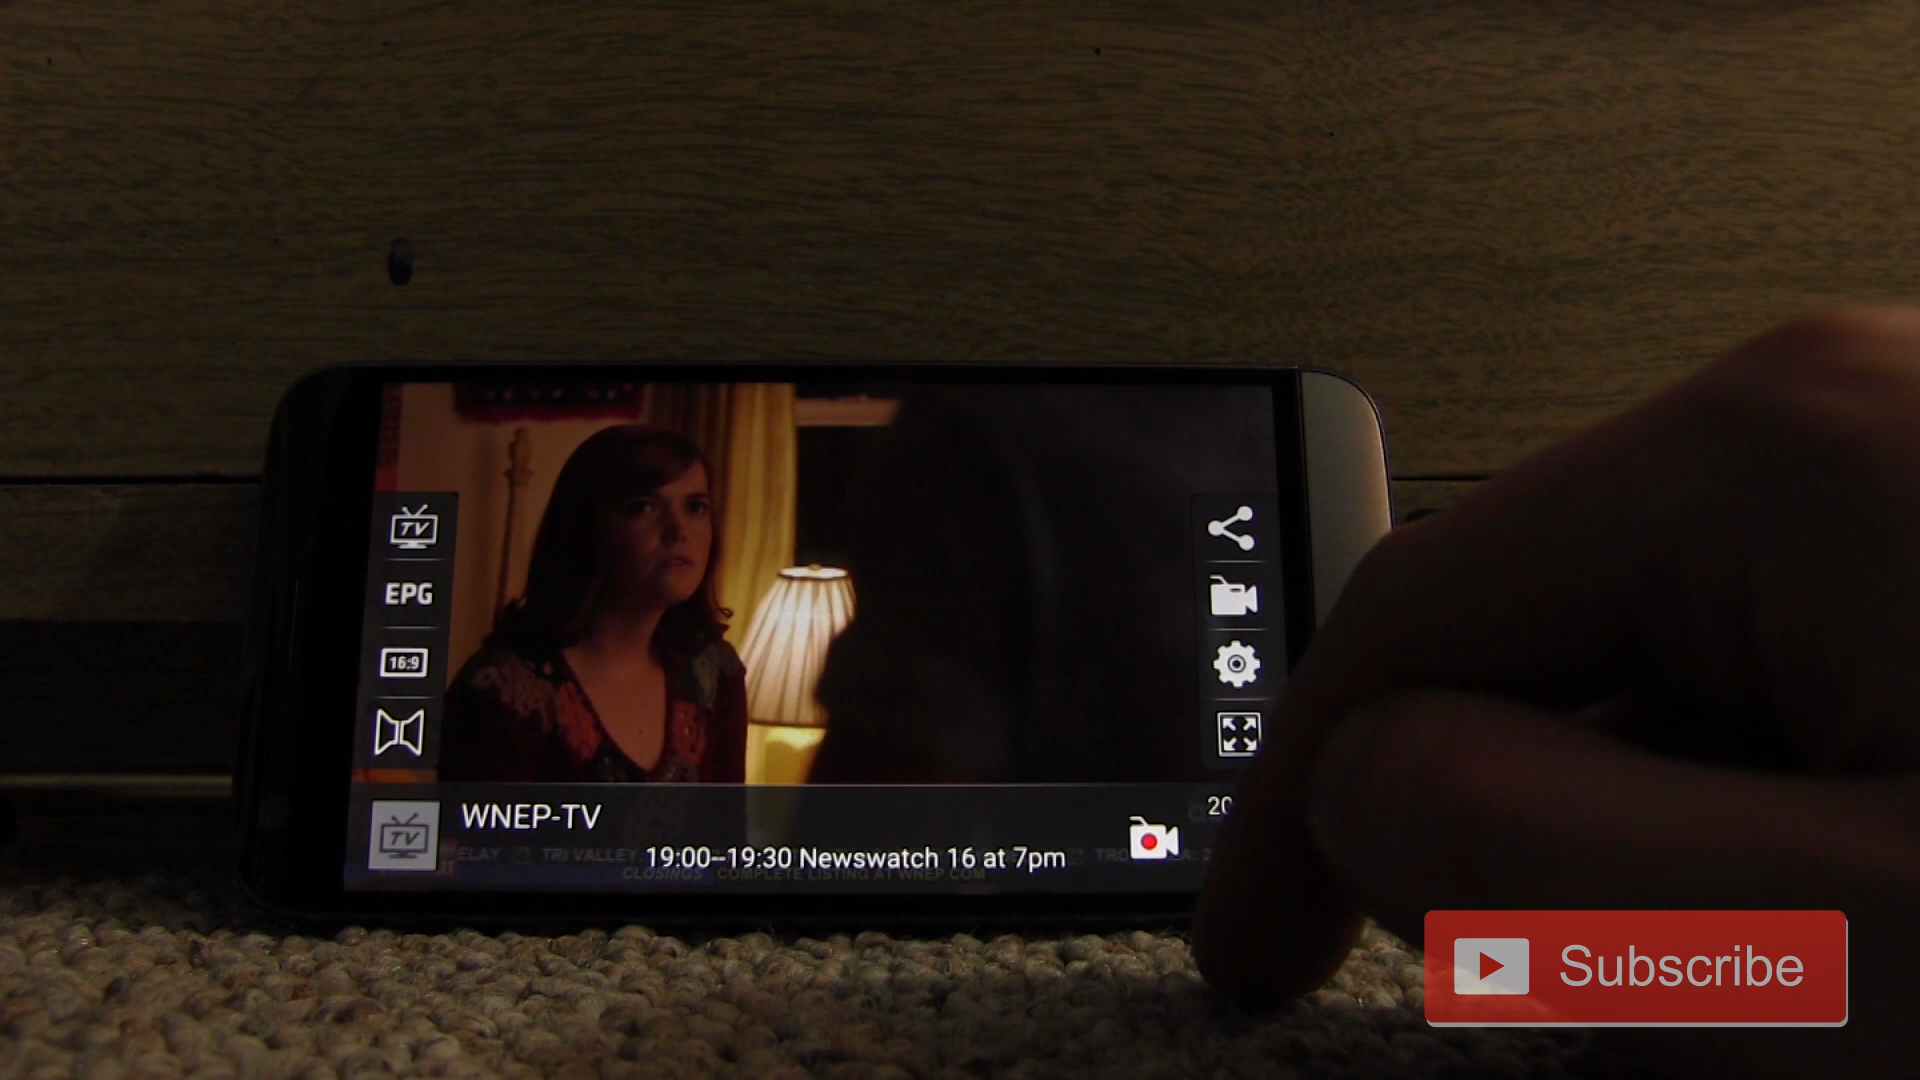 TV
EPG
16:9
WNEP-TV
20
TV
ELAY TRI VALLEY
19:00-19:30 Newswatch 16 at 7pm
CLOSINGS COMPLETE LISTING AT WNEP.COM
Subscribe